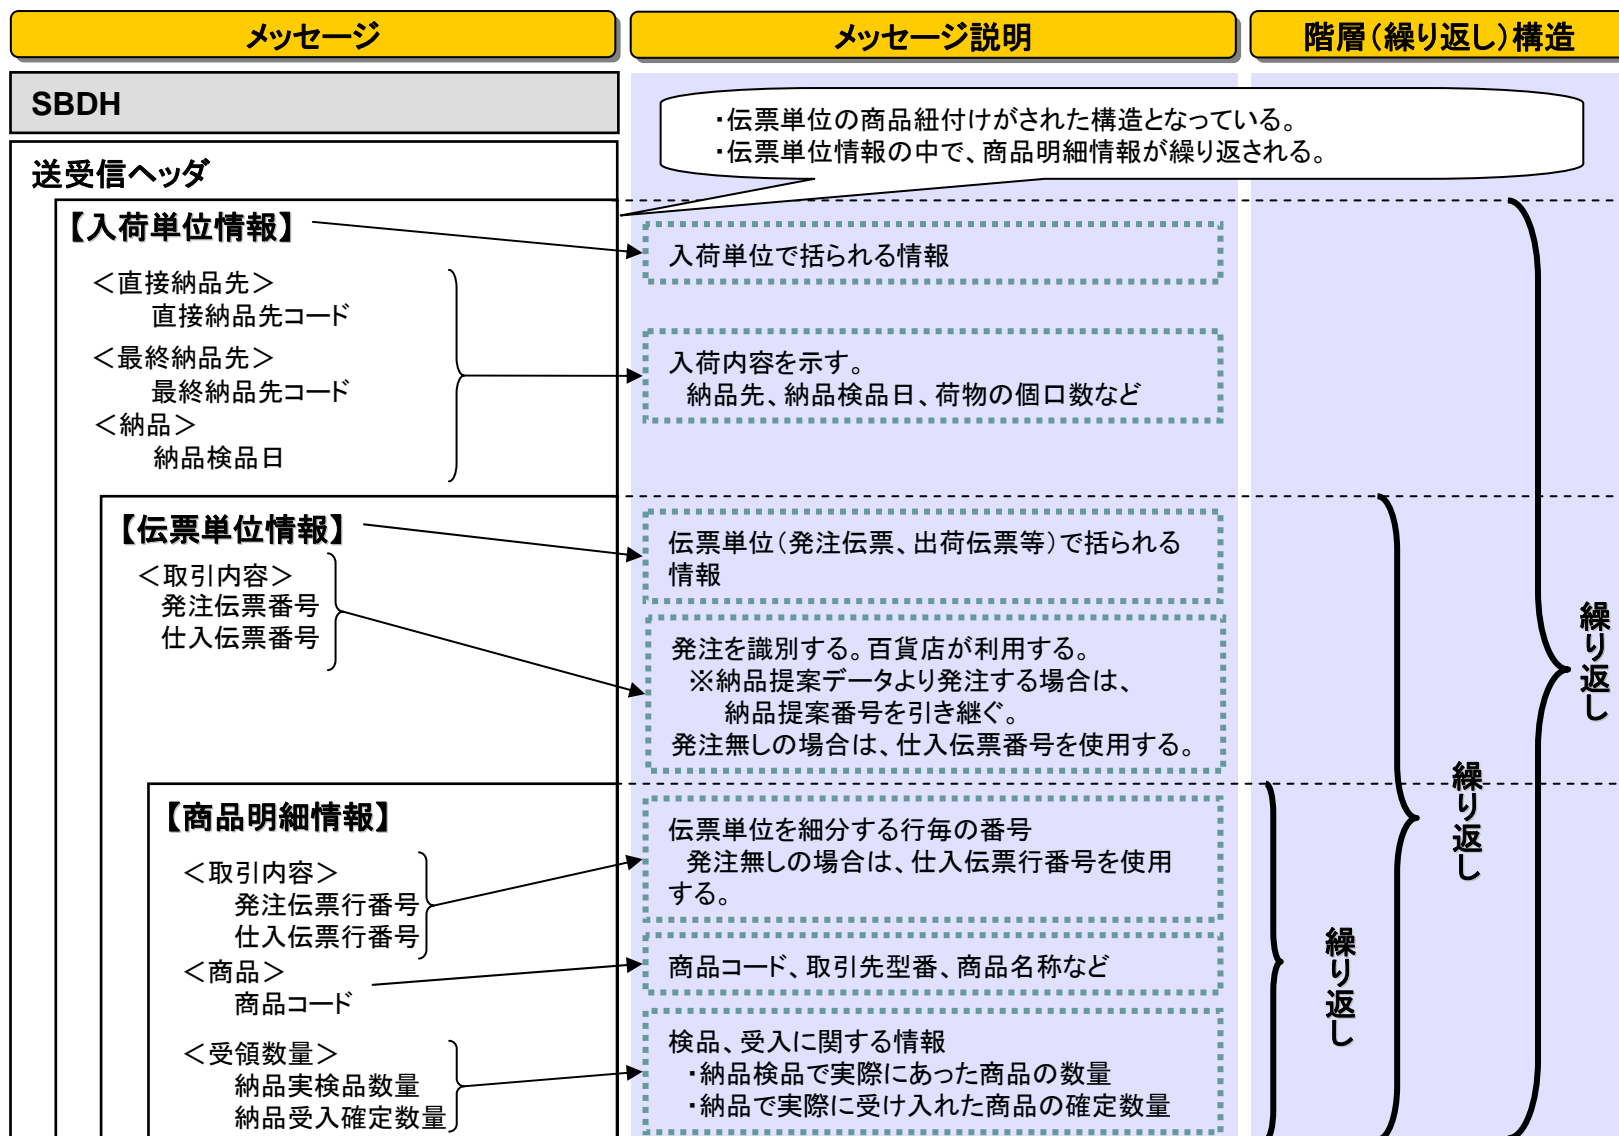 メッセージ
メッセージ説明
階層（繰り返し）構造
SBDH
・伝票単位の商品紐付けがされた構造となっている。
・伝票単位情報の中で、商品明細情報が繰り返される。
送受信ヘッダ
【入荷単位情報】
入荷単位で括られる情報
＜直接納品先＞
直接納品先コード
＜最終納品先＞
最終納品先コード
＜納品＞
納品検品日
入荷内容を示す。
納品先、納品検品日、荷物の個口数など
【伝票単位情報】
伝票単位（発注伝票、出荷伝票等）で括られる
情報
＜取引内容＞
発注伝票番号
仕入伝票番号
発注を識別する。百貨店が利用する。
※納品提案データより発注する場合は、
納品提案番号を引き継ぐ。
発注無しの場合は、仕入伝票番号を使用する。
【商品明細情報】
伝票単位を細分する行毎の番号
発注無しの場合は、仕入伝票行番号を使用
する。
＜取引内容＞
発注伝票行番号
仕入伝票行番号
＜商品＞
商品コード
商品コード、取引先型番、商品名称など
＜受領数量＞
納品実検品数量
納品受入確定数量
検品、受入に関する情報
・納品検品で実際にあった商品の数量
・納品で実際に受け入れた商品の確定数量
繰り返し
繰り返し
繰り返し